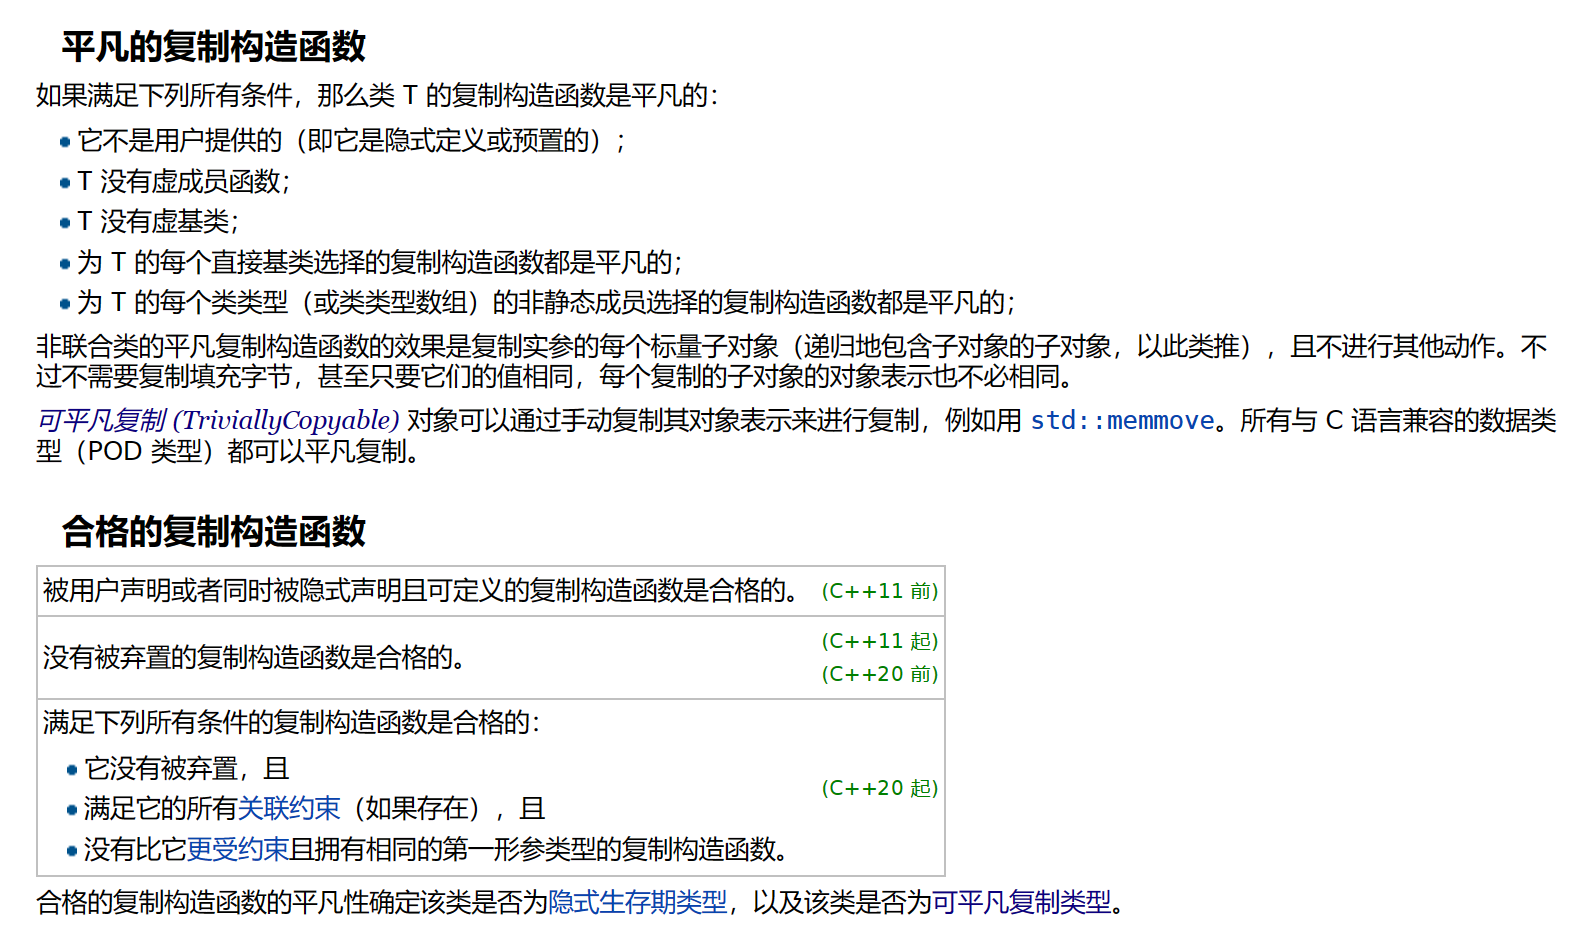 平凡的复制构造函数
如果满足下列所有条件，那么类 T 的复制构造函数是平凡的：
它不是用户提供的（即它是隐式定义或预置的）；
T 没有虚成员函数；
T 没有虚基类；
为 T 的每个直接基类选择的复制构造函数都是平凡的；
为 T 的每个类类型（或类类型数组）的非静态成员选择的复制构造函数都是平凡的；
非联合类的平凡复制构造函数的效果是复制实参的每个标量子对象（递归地包含子对象的子对象，以此类推），且不进行其他动作。不
过不需要复制填充字节，甚至只要它们的值相同，每个复制的子对象的对象表示也不必相同。
可平凡复制 (TriviallyCopyable) 对象可以通过手动复制其对象表示来进行复制，例如用 std::memmove。所有与 C 语言兼容的数据类
型（POD 类型）都可以平凡复制。
合格的复制构造函数
被用户声明或者同时被隐式声明且可定义的复制构造函数是合格的。 (C++11 前)
没有被弃置的复制构造函数是合格的。
(C++11 起)
(C++20 前)
满足下列所有条件的复制构造函数是合格的：
它没有被弃置，且
满足它的所有关联约束（如果存在），且
没有比它更受约束且拥有相同的第一形参类型的复制构造函数。
(C++20 起)
合格的复制构造函数的平凡性确定该类是否为隐式生存期类型，以及该类是否为可平凡复制类型。